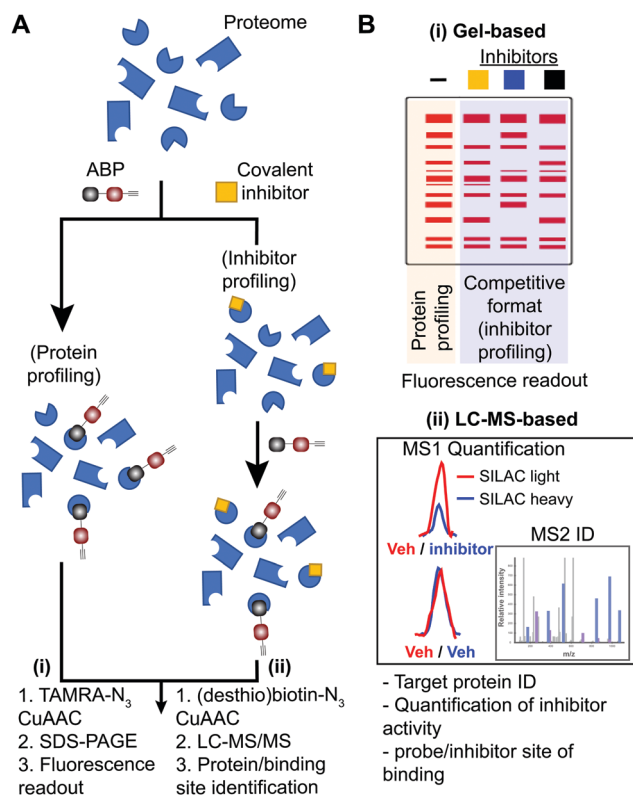 A
Proteome
ABP
Covalent
inhibitor
(Inhibitor
profiling)
(Protein
profiling)
(i)
(ii)
1. TAMRA-N3
CuAAC
2. SDS-PAGE
3. Fluorescence
readout
1. (desthio)biotin-N3
CuAAC
2. LC-MS/MS
3. Protein/binding
site identification
B
(i) Gel-based
Inhibitors
Protein
profiling
Competitive
format
(inhibitor
profiling)
Fluorescence readout
(ii) LC-MS-based
MS1 Quantification
SILAC light
SILAC heavy
Veh / inhibitor
Veh / Veh
MS2 ID
Relative intensity
m/z
- Target protein ID
- Quantification of inhibitor
activity
- probe/inhibitor site of
binding